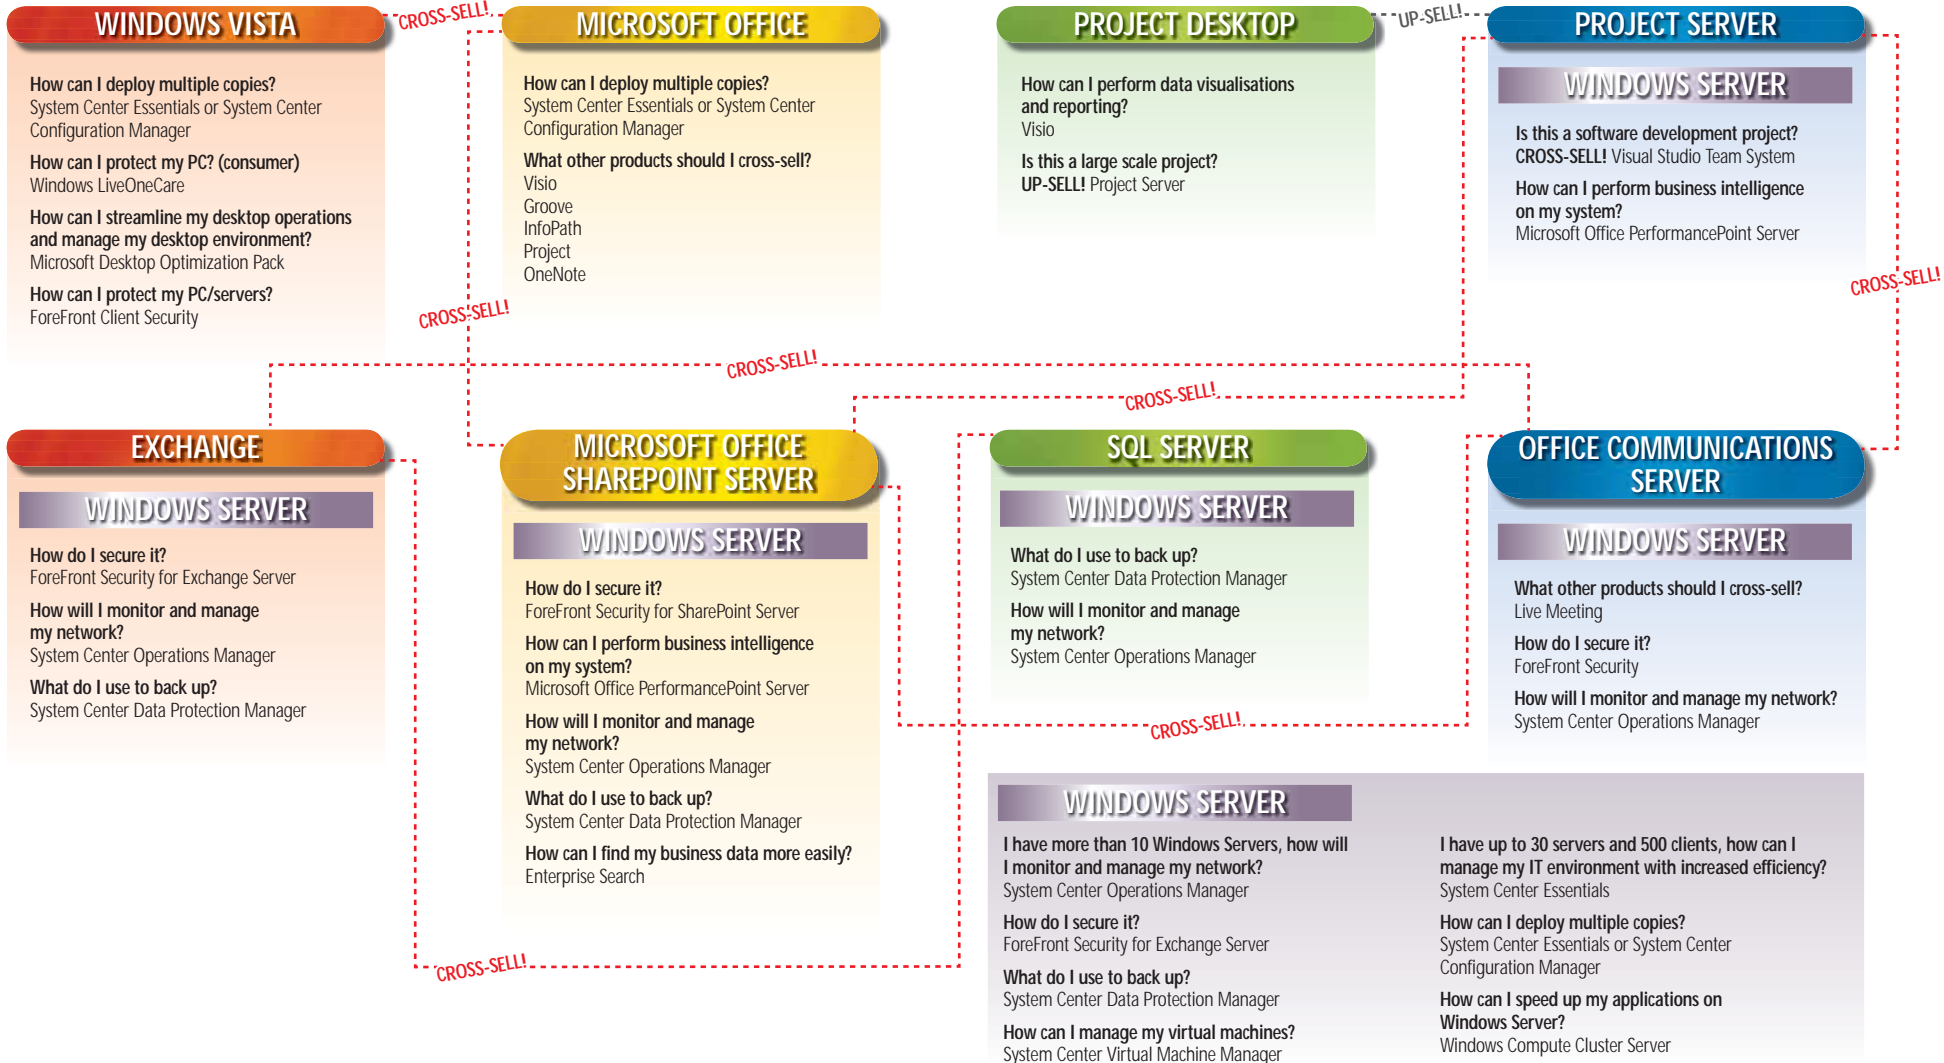 WINDOWS VISTA
How can I deploy multiple copies?
System Center Essentials or System Center
Configuration Manager
How can I protect my PC? (consumer)
Windows LiveOneCare
How can I streamline my desktop operations
and manage my desktop environment?
Microsoft Desktop Optimization Pack
How can I protect my PC/servers?
ForeFront Client Security
CROSS-SELL!
MICROSOFT OFFICE
How can I deploy multiple copies?
System Center Essentials or System Center
Configuration Manager
What other products should I cross-sell?
Visio
Groove
InfoPath
Project
OneNote
CROSS-SELL!
PROJECT DESKTOP
How can I perform data visualisations
and reporting?
Visio
Is this a large scale project?
UP-SELL! Project Server
UP-SELL!
PROJECT SERVER
WINDOWS SERVER
Is this a software development project?
CROSS-SELL! Visual Studio Team System
How can I perform business intelligence
on my system?
Microsoft Office PerformancePoint Server
CROSS-SELL!
CROSS-SELL!
CROSS-SELL!
EXCHANGE
WINDOWS SERVER
How do I secure it?
ForeFront Security for Exchange Server
How will I monitor and manage
my network?
System Center Operations Manager
What do I use to back up?
System Center Data Protection Manager
MICROSOFT OFFICE
SHAREPOINT SERVER
WINDOWS SERVER
How do I secure it?
ForeFront Security for SharePoint Server
How can I perform business intelligence
on my system?
Microsoft Office PerformancePoint Server
How will I monitor and manage
my network?
System Center Operations Manager
What do I use to back up?
System Center Data Protection Manager
How can I find my business data more easily?
Enterprise Search
SQL SERVER
WINDOWS SERVER
What do I use to back up?
System Center Data Protection Manager
How will I monitor and manage
my network?
System Center Operations Manager
OFFICE COMMUNICATIONS
SERVER
WINDOWS SERVER
What other products should I cross-sell?
Live Meeting
How do I secure it?
ForeFront Security
How will I monitor and manage my network?
System Center Operations Manager
CROSS-SELL!
CROSS-SELL!
WINDOWS SERVER
I have more than 10 Windows Servers, how will
I monitor and manage my network?
System Center Operations Manager
How do I secure it?
ForeFront Security for Exchange Server
What do I use to back up?
System Center Data Protection Manager
How can I manage my virtual machines?
System Center Virtual Machine Manager
I have up to 30 servers and 500 clients, how can I
manage my IT environment with increased efficiency?
System Center Essentials
How can I deploy multiple copies?
System Center Essentials or System Center
Configuration Manager
How can I speed up my applications on
Windows Server?
Windows Compute Cluster Server